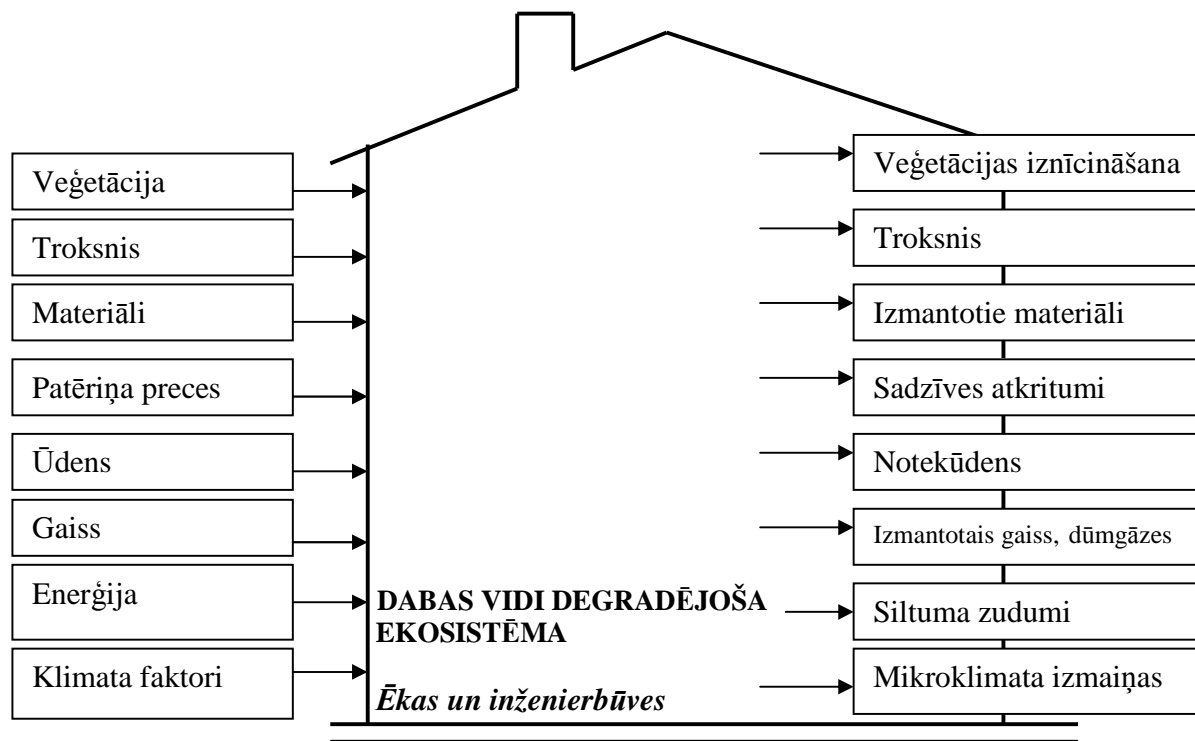 Veģetācija
Troksnis
Materiāli
Patēriņa preces
Ūdens
Gaiss
Enerģija
Klimata faktori
DABAS VIDI DEGRADĒJOŠA
EKOSISTĒMA
Ēkas un inženierbūves
Veģetācijas iznīcināšana
Troksnis
Izmantotie materiāli
Sadzīves atkritumi
Notekūdens
Izmantotais gaiss, dūmgāzes
Siltuma zudumi
Mikroklimata izmaiņas